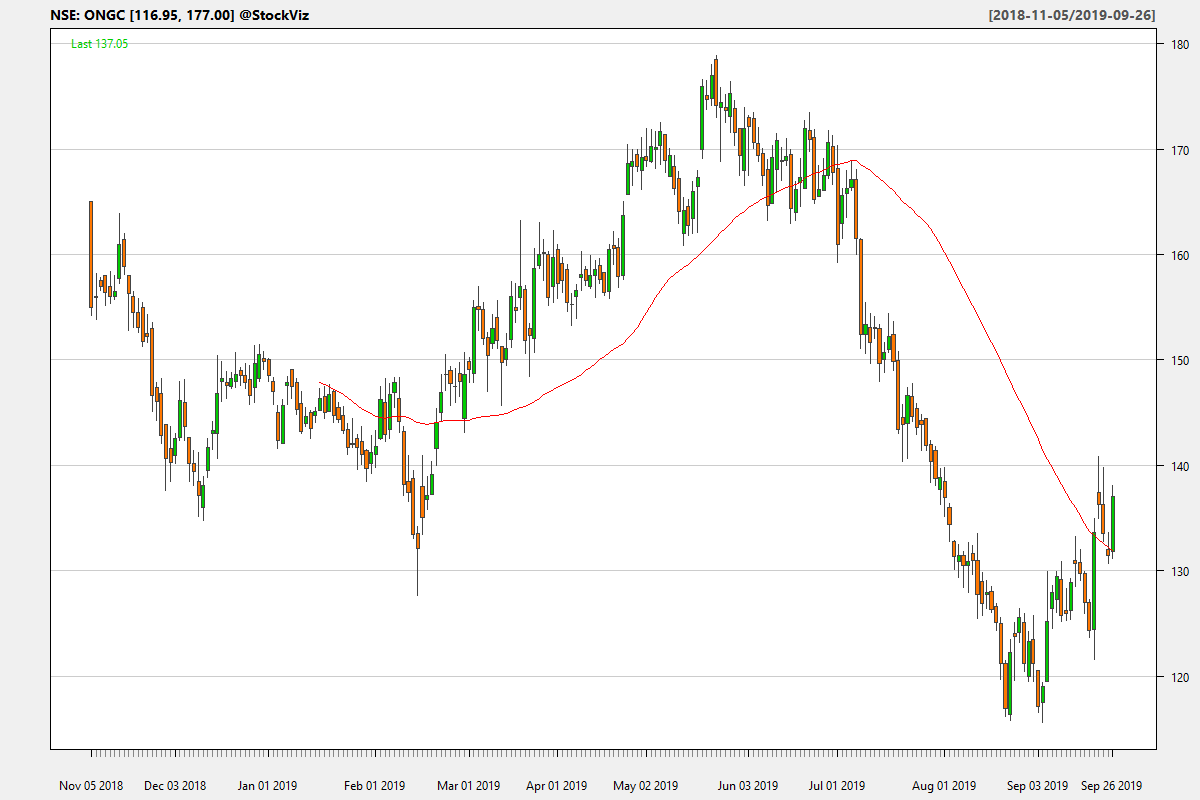 NSE: ONGC [116.95, 177.00] @StockViz [2018-11-05/2019-09-26]
Last 137.05
180
170
160
150
140
130
120
Nov 05 2018 Dec 03 2018 Jan 01 2019 Feb 01 2019 Mar 01 2019 Apr 01 2019 May 02 2019 Jun 03 2019 Jul 01 2019 Aug 01 2019 Sep 03 2019 Sep 26 2019